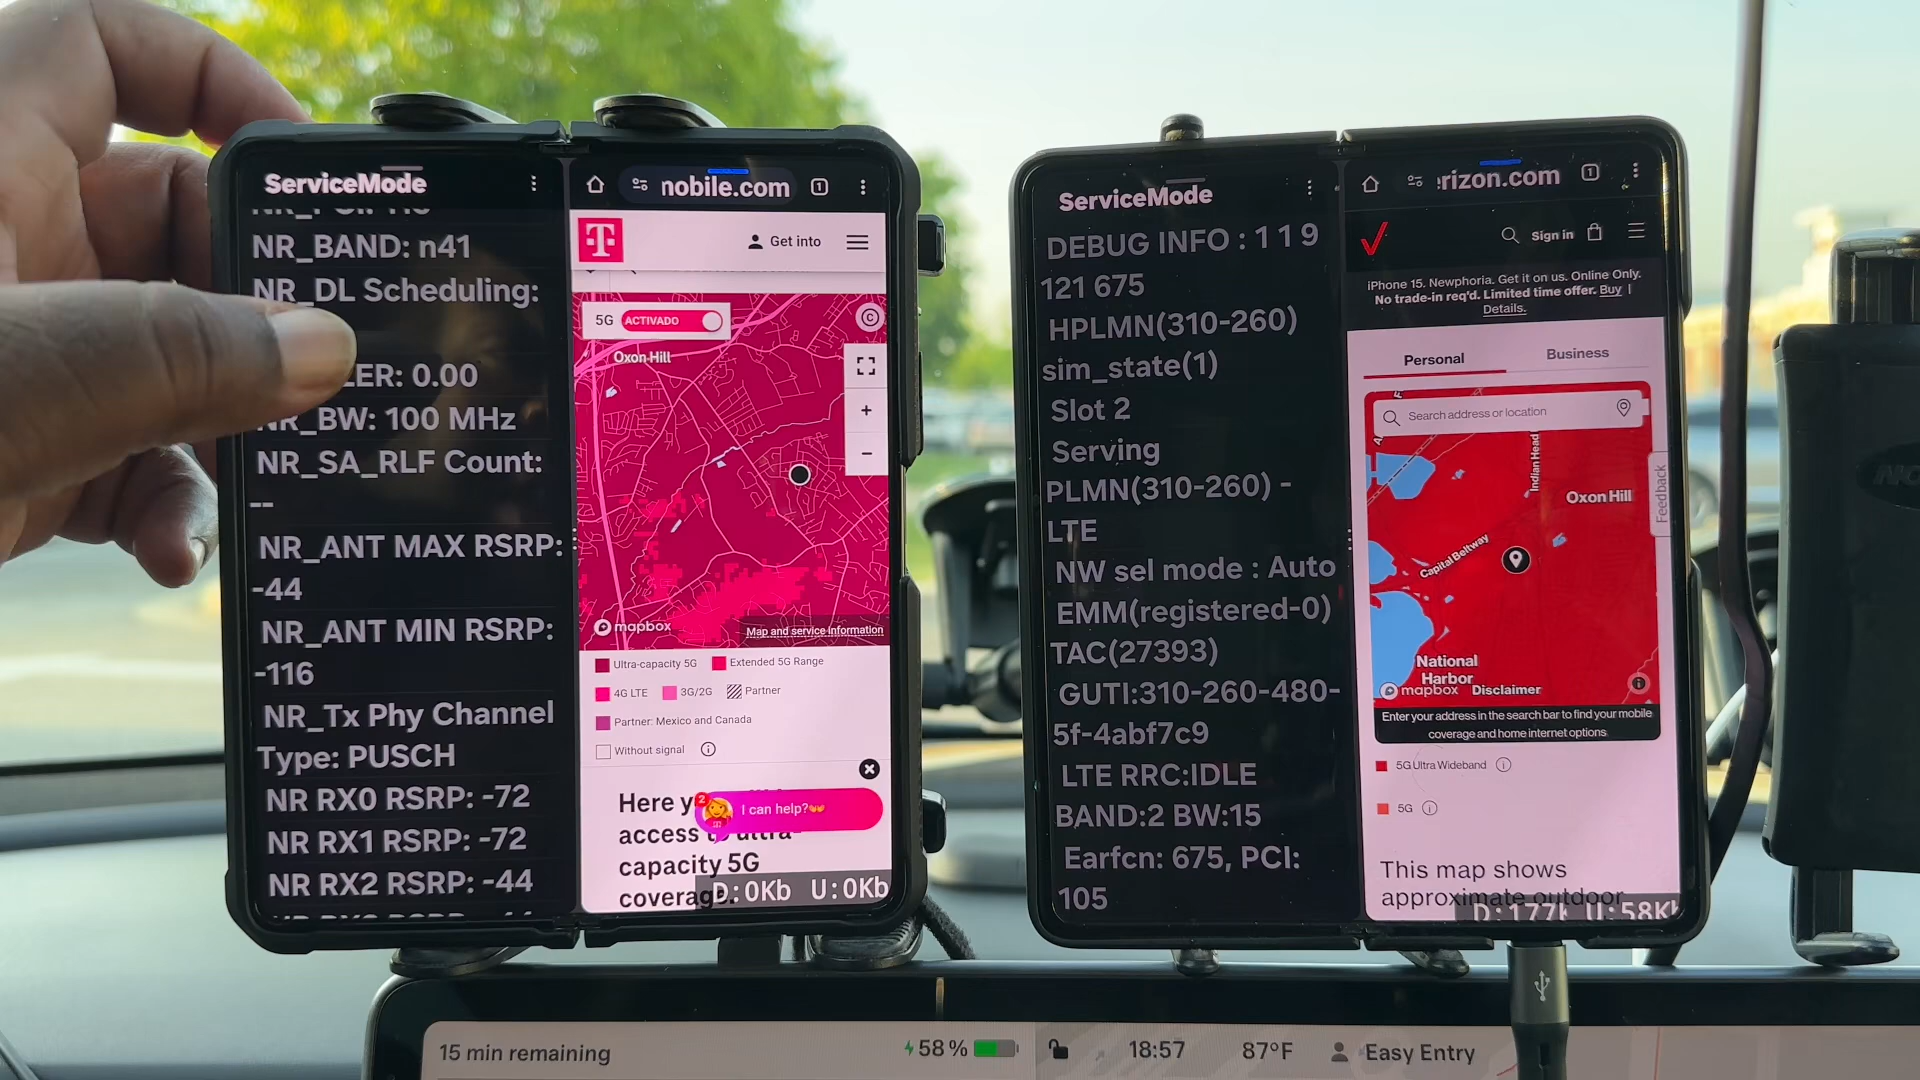 ServiceMode
NR_BAND: n41
NR_DL Scheduling:
0.00
NR_BW: 100 MHz
NR_SA_RLF Count:
--
NR_ANT MAX RSRP:
-44
NR_ANT MIN RSRP:
-116
NR_Tx Phy Channel
Type: PUSCH
NR RX0 RSRP: -72
NR RX1 RSRP: -72
NR RX2 RSRP: -44
nobile.com
1
T
Get into
5G ACTIVADO
Oxon Hill
+
−
mapbox
Map and service information
Ultra-capacity 5G
Extended 5G Range
4G LTE
3G/2G
Partner
Partner: Mexico and Canada
Without signal
Here
2
I can help?
access
capacity 5G
D:0Kb U:0Kb
ServiceMode
DEBUG INFO : 1 1 9
121 675
HPLMN(310-260)
sim_state(1)
Slot 2
Serving
PLMN(310-260) -
LTE
NW sel mode : Auto
EMM(registered-0)
TAC(27393)
GUTI:310-260-480-
5f-4abf7c9
LTE RRC:IDLE
BAND:2 BW:15
Earfcn: 675, PCI:
105
rizon.com
1
Sign in
iPhone 15. Newphoria. Get it on us. Online Only.
No trade-in req'd. Limited time offer. Buy |
Details.
Personal
Business
Search address or location
Indian Head
Oxon Hill
Feedback
Capital Beltway
National
Harbor
mapbox Disclaimer
Enter your address in the search bar to find your mobile
coverage and home internet options
5G Ultra Wideband
5G
This map shows
approximate outdoor
U:58K
15 min remaining
58 %
18:57
87°F
Easy Entry